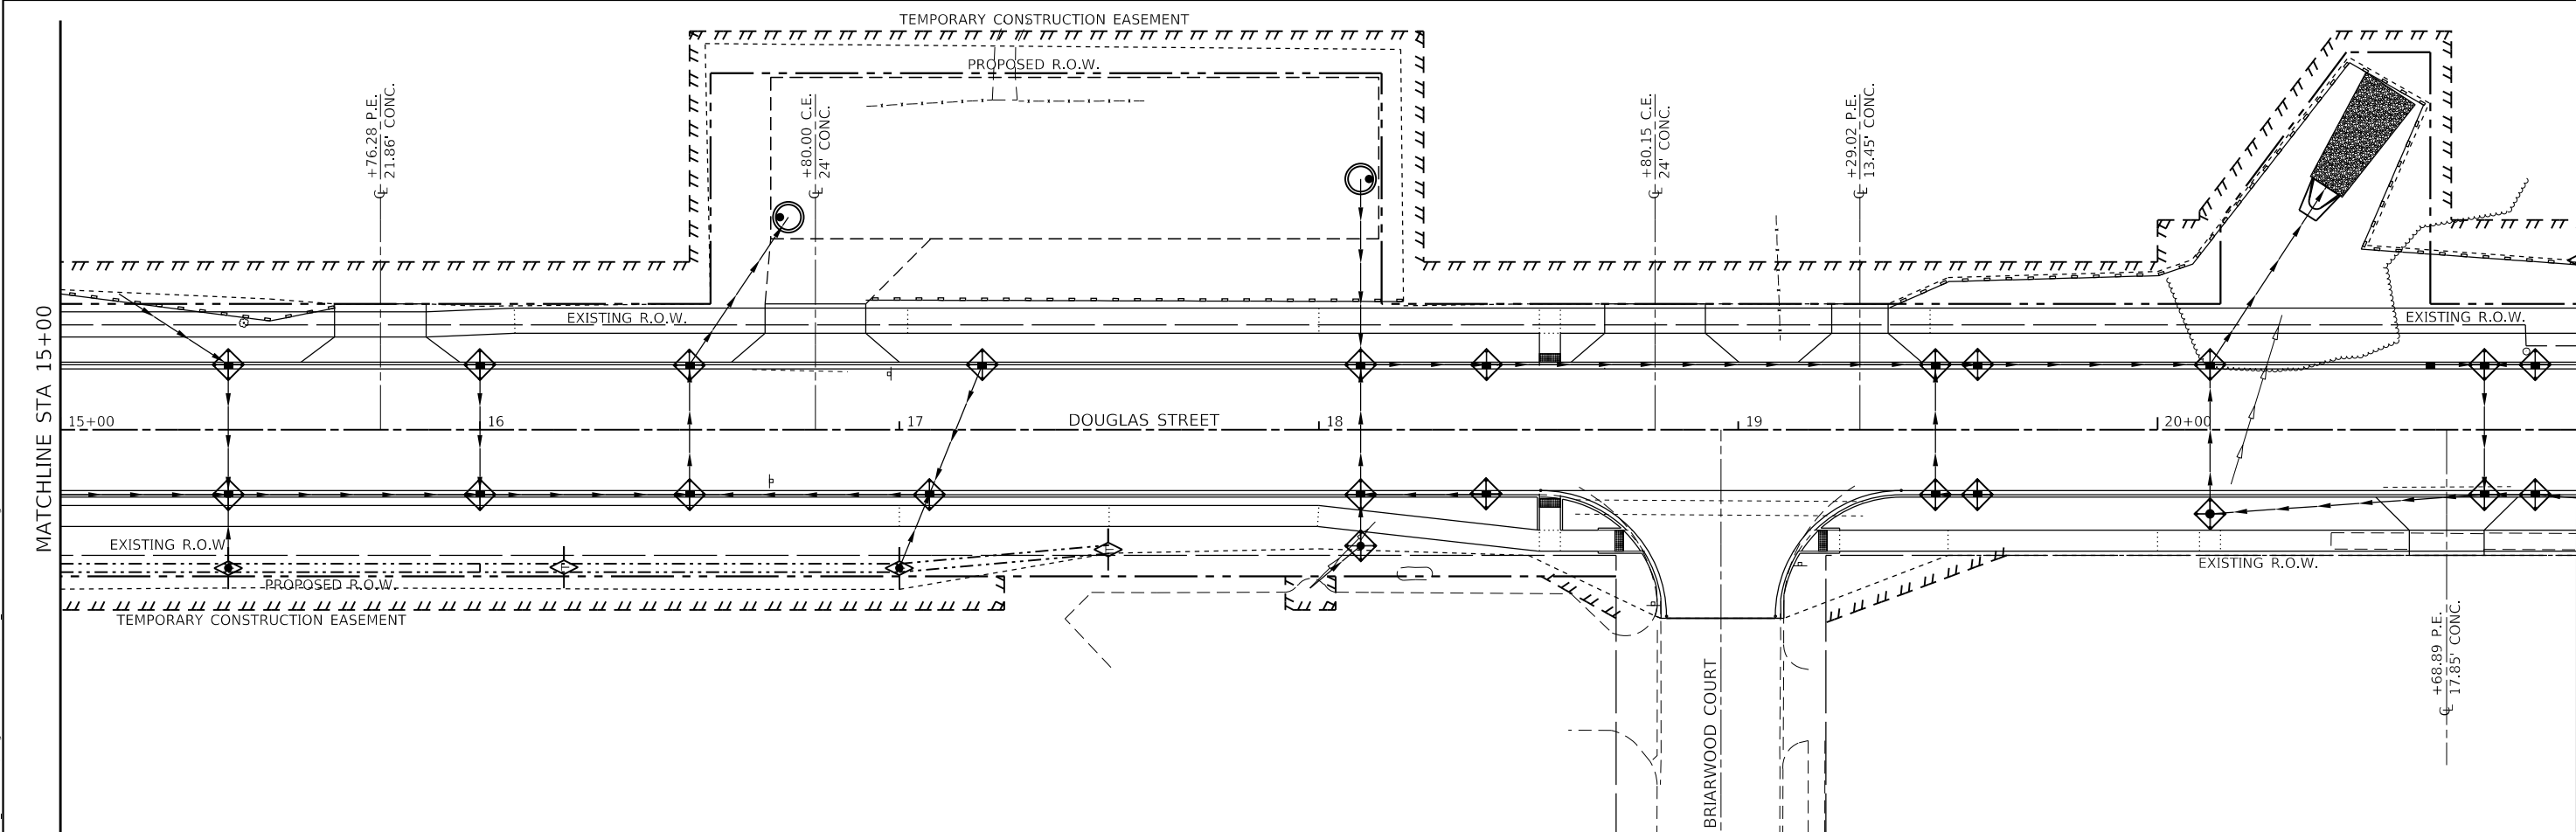 TEMPORARY CONSTRUCTION EASEMENT
PROPOSED R.O.W.
+76.28 P.E.
21.86' CONC.
+80.00 C.E.
24' CONC.
+80.15 C.E.
24' CONC.
+29.02 P.E.
13.45' CONC.
EXISTING R.O.W.
EXISTING R.O.W.
MATCHLINE STA 15+00
15+00
16
17
DOUGLAS STREET
18
19
20+00
EXISTING R.O.W.
PROPOSED R.O.W.
TEMPORARY CONSTRUCTION EASEMENT
EXISTING R.O.W.
BRIARWOOD COURT
+68.89 P.E.
17.85' CONC.